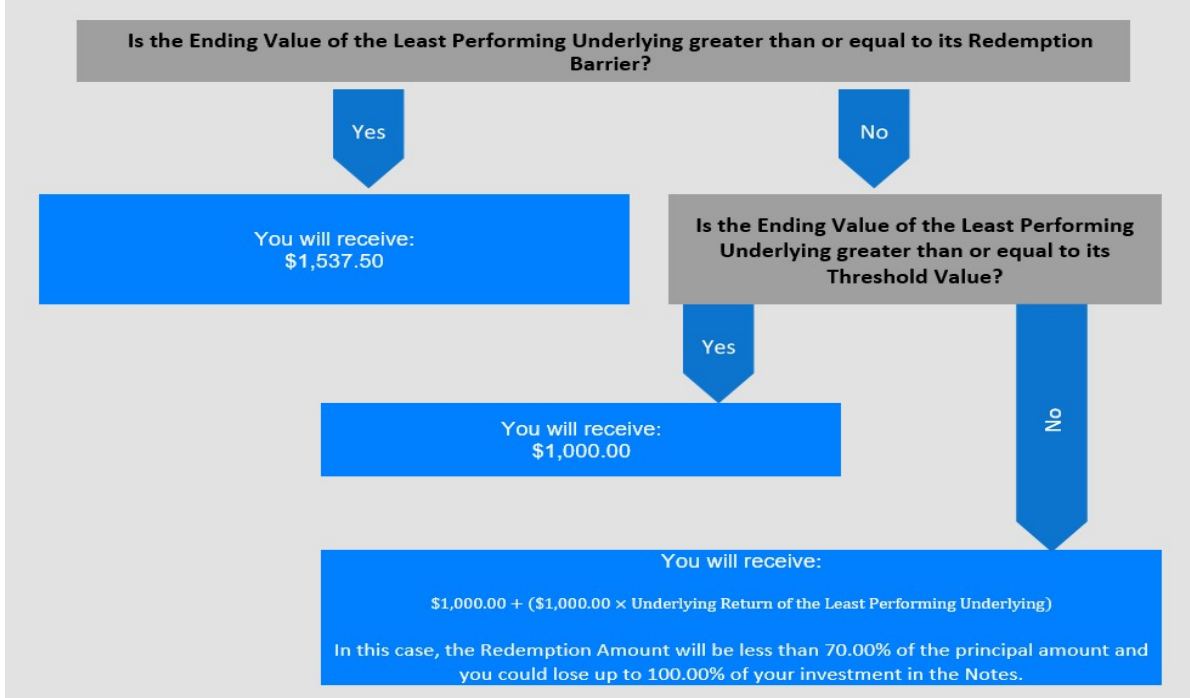 Is the Ending Value of the Least Performing Underlying greater than or equal to its Redemption
Barrier?
Yes
No
You will receive:
$1,537.50
Is the Ending Value of the Least Performing
Underlying greater than or equal to its
Threshold Value?
Yes
No
You will receive:
$1,000.00
You will receive:
$1,000.00 + ($1,000.00 × Underlying Return of the Least Performing Underlying)
In this case, the Redemption Amount will be less than 70.00% of the principal amount and
you could lose up to 100.00% of your investment in the Notes.